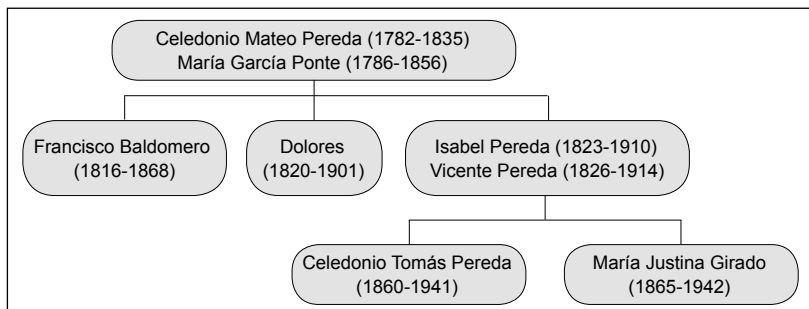 Celedonio Mateo Pereda (1782-1835)
María García Ponte (1786-1856)
Francisco Baldomero
(1816-1868)
Dolores
(1820-1901)
Isabel Pereda (1823-1910)
Vicente Pereda (1826-1914)
Celedonio Tomás Pereda
(1860-1941)
María Justina Girado
(1865-1942)